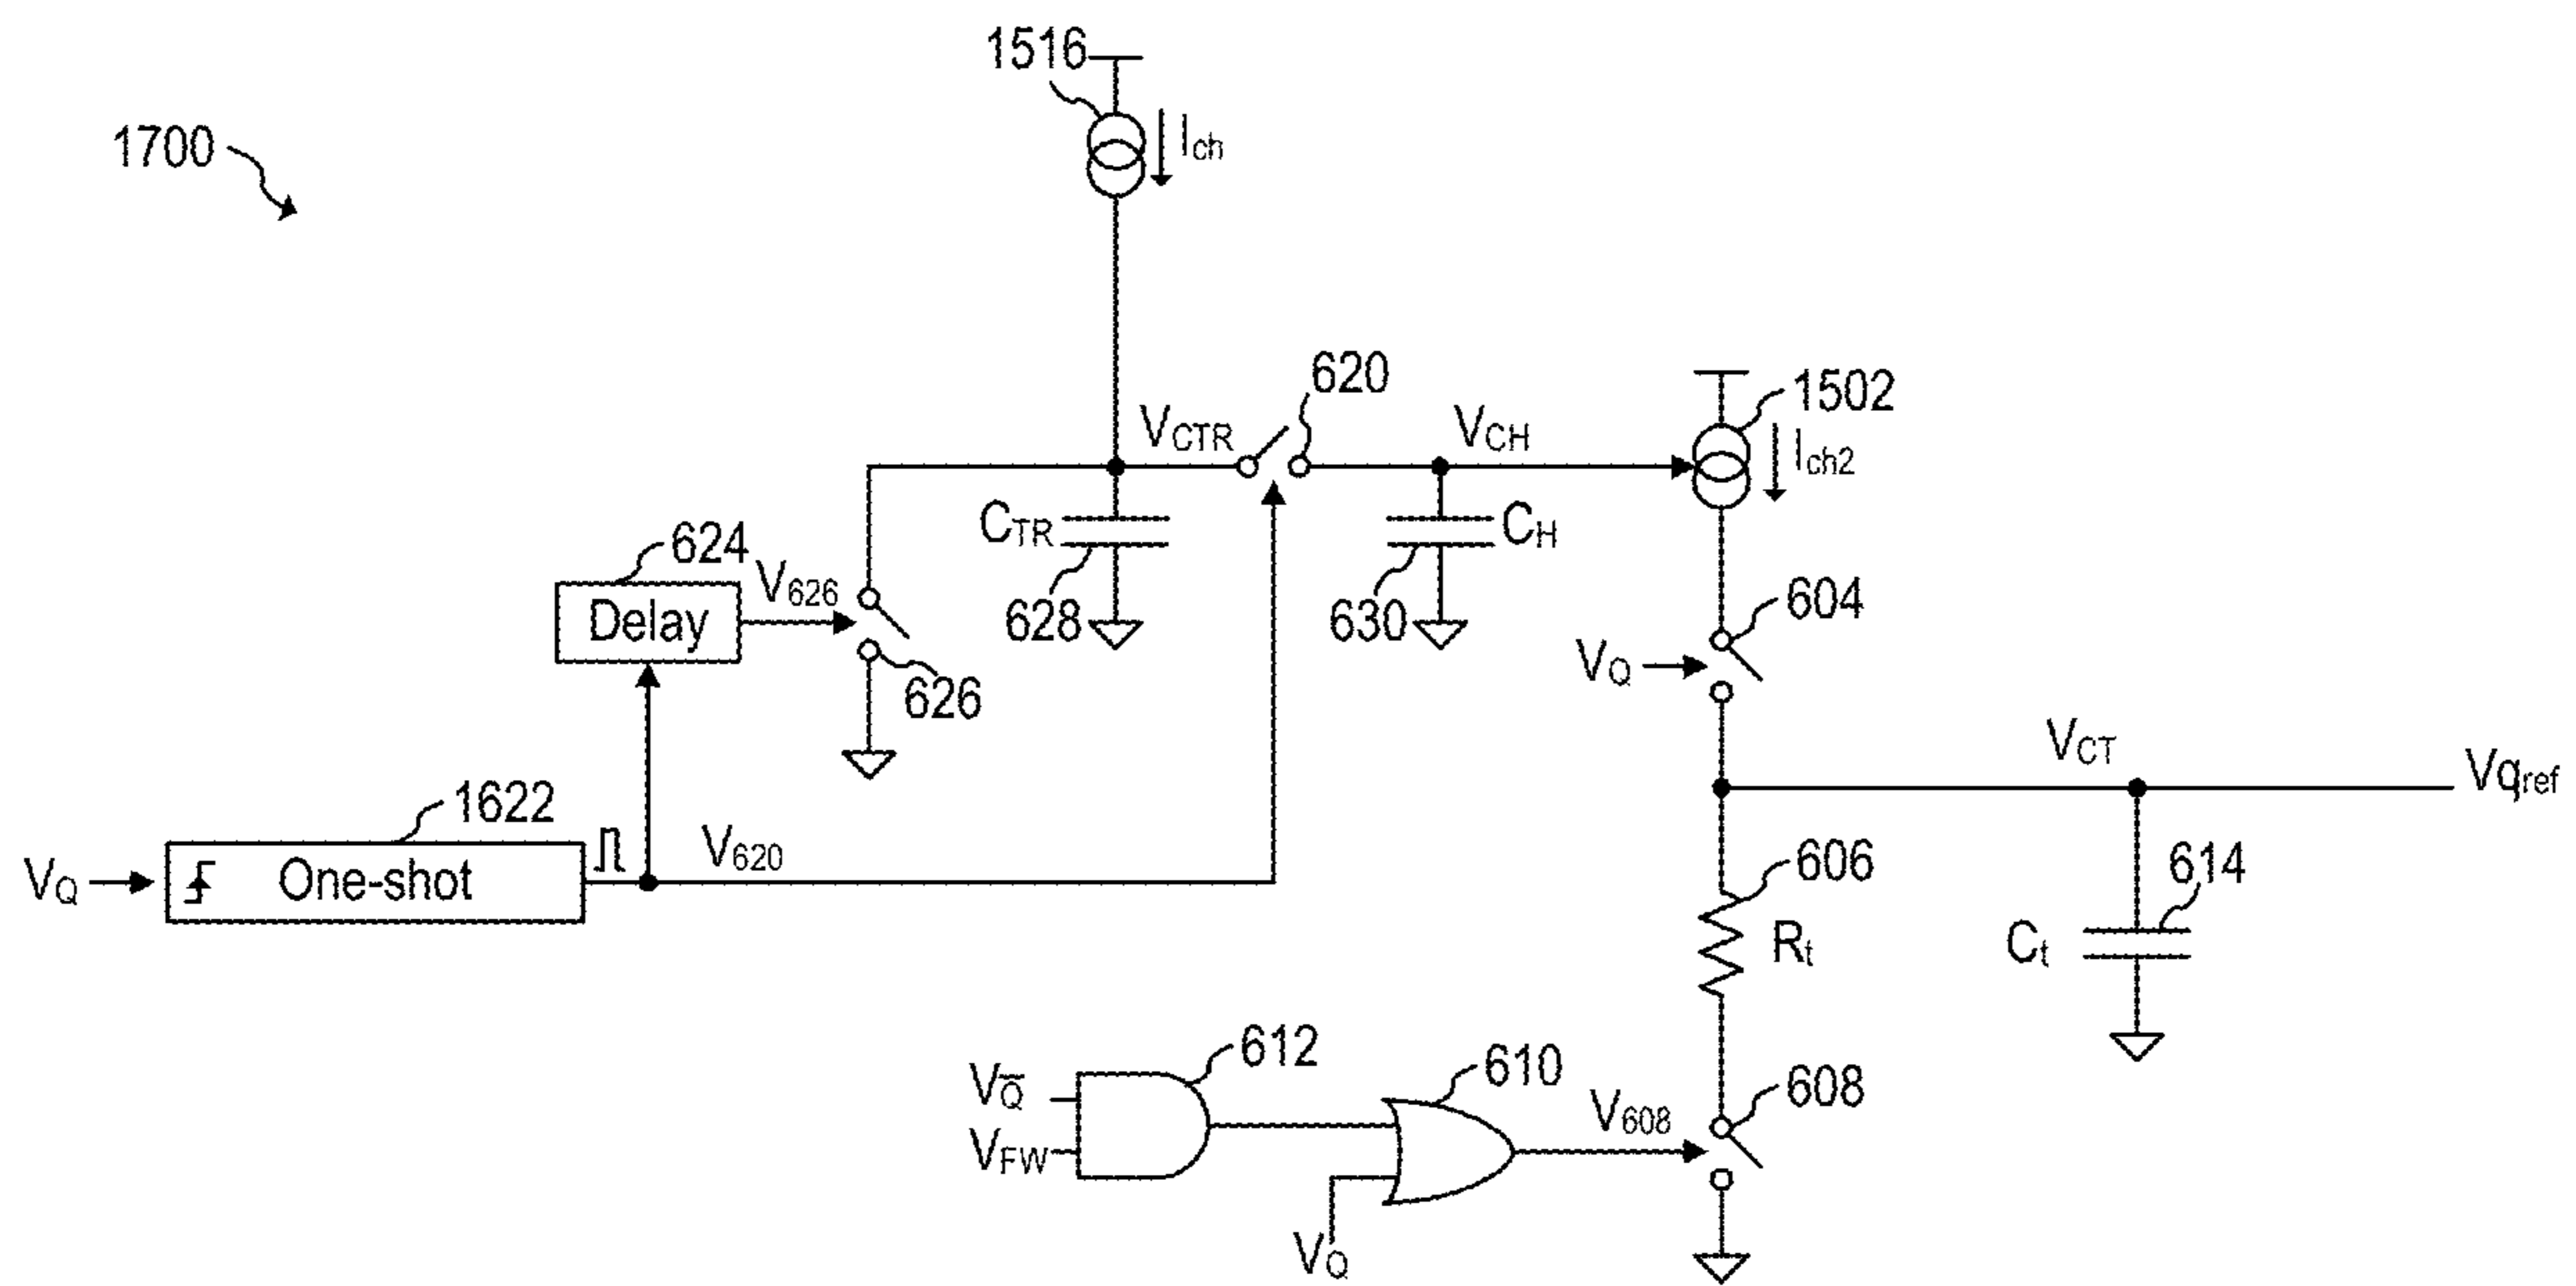 1516
1700
Ich
620
VCTR
VCH
1502
Ich2
CTR
CH
624
V626
Delay
628
630
604
VQ
626
VCT
Vqref
1622
VQ
One-shot
V620
606
614
Rt
Ct
612
610
VQ̅
VFW
V608
608
VQ